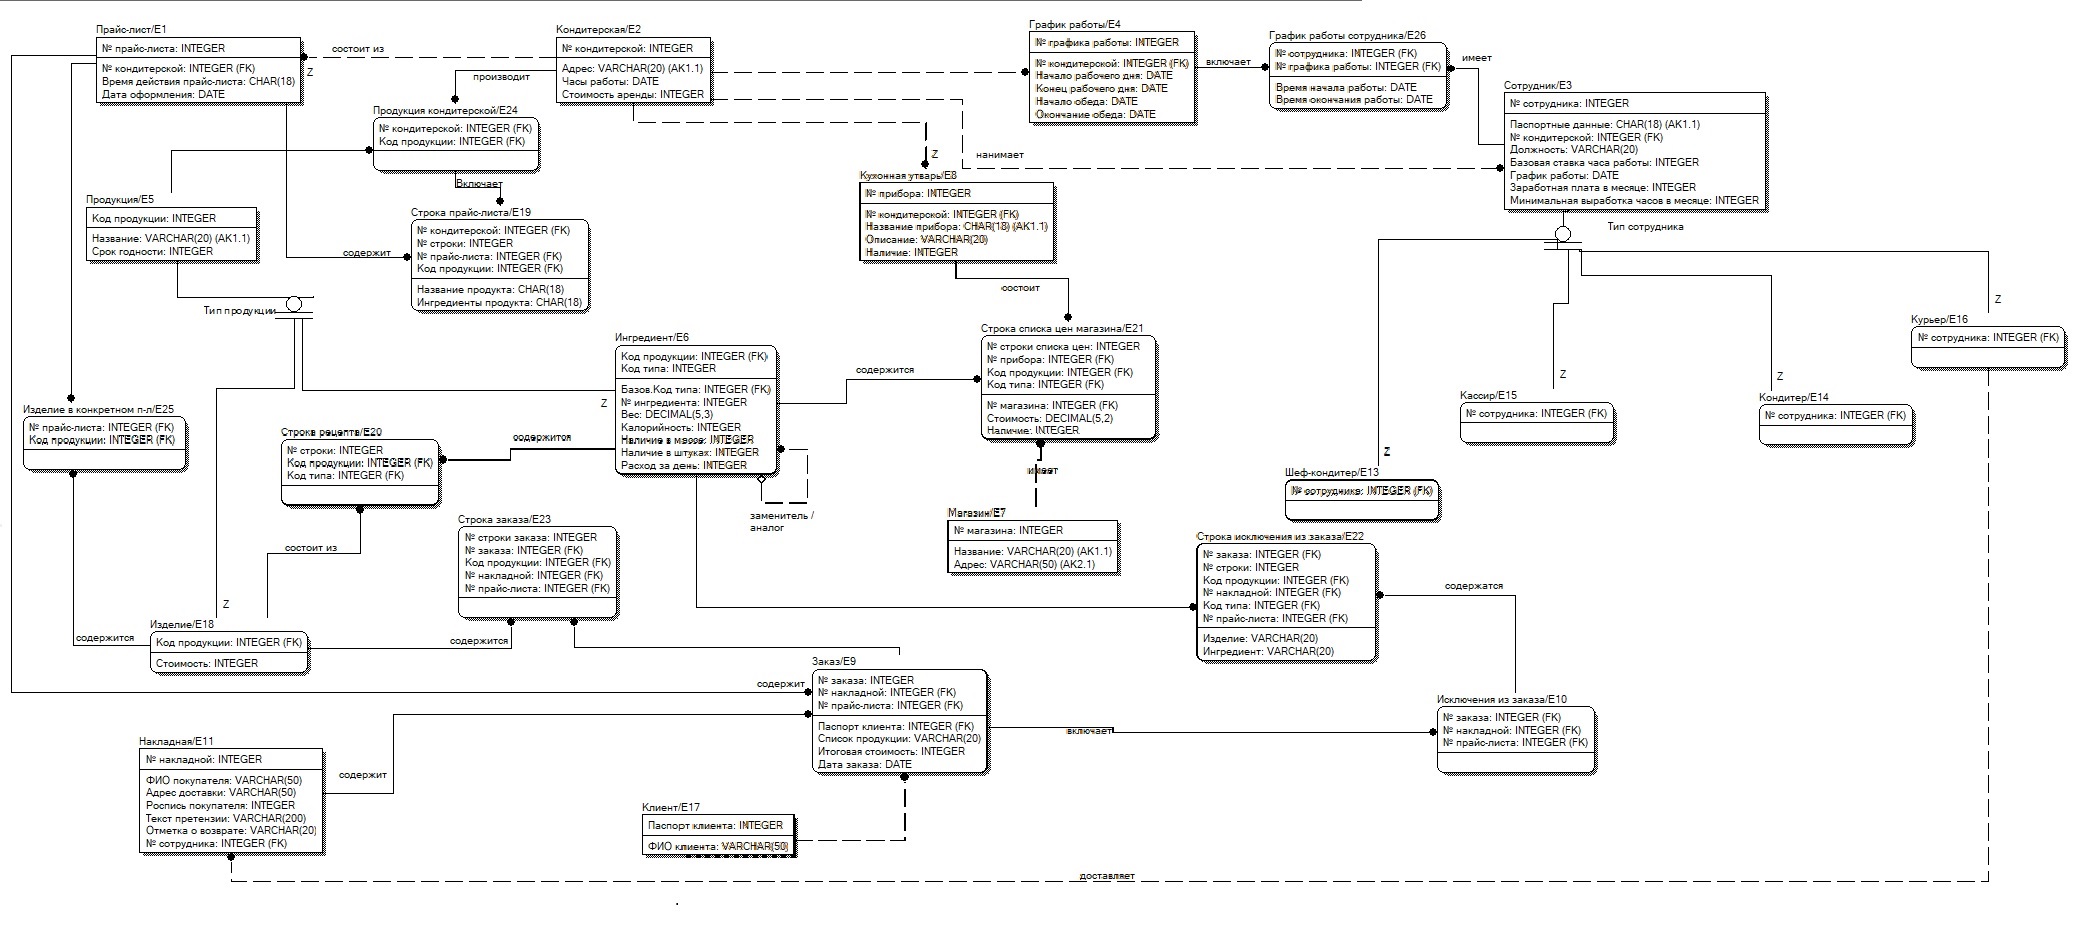 Прайс-лист/E1
№ прайс-листа: INTEGER
№ кондитерской: INTEGER (FK)
Время действия прайс-листа: CHAR(18)
Дата оформления: DATE
состоит из
Z
Кондитерская/E2
№ кондитерской: INTEGER
Адрес: VARCHAR(20) (AK1.1)
Часы работы: DATE
Стоимость аренды: INTEGER
производит
График работы/E4
№ графика работы: INTEGER
№ кондитерской: INTEGER (FK)
Начало рабочего дня: DATE
Конец рабочего дня: DATE
Начало обеда: DATE
Окончание обеда: DATE
включает
График работы сотрудника/E26
№ сотрудника: INTEGER (FK)
№ графика работы: INTEGER (FK)
Время начала работы: DATE
Время окончания работы: DATE
имеет
Сотрудник/E3
№ сотрудника: INTEGER
Паспортные данные: CHAR(18) (AK1.1)
№ кондитерской: INTEGER (FK)
Должность: VARCHAR(20)
Базовая ставка часа работы: INTEGER
График работы: DATE
Заработная плата в месяце: INTEGER
Минимальная выработка часов в месяце: INTEGER
Тип сотрудника
Продукция кондитерской/E24
№ кондитерской: INTEGER (FK)
Код продукции: INTEGER (FK)
Включает
Z
нанимает
Кухонная утварь/E8
№ прибора: INTEGER
№ кондитерской: INTEGER (FK)
Название прибора: CHAR(18) (AK1.1)
Описание: VARCHAR(20)
Наличие: INTEGER
состоит
Продукция/E5
Код продукции: INTEGER
Название: VARCHAR(20) (AK1.1)
Срок годности: INTEGER
Тип продукции
содержит
Строка прайс-листа/E19
№ кондитерской: INTEGER (FK)
№ строки: INTEGER
№ прайс-листа: INTEGER (FK)
Код продукции: INTEGER (FK)
Название продукта: CHAR(18)
Ингредиенты продукта: CHAR(18)
Ингредиент/E6
Код продукции: INTEGER (FK)
Код типа: INTEGER
Базов.Код типа: INTEGER (FK)
№ ингредиента: INTEGER
Вес: DECIMAL(5,3)
Калорийность: INTEGER
Наличие в массе: INTEGER
Наличие в штуках: INTEGER
Расход за день: INTEGER
Z
заменитель /
аналог
содержится
Строка списка цен магазина/E21
№ строки списка цен: INTEGER
№ прибора: INTEGER (FK)
Код продукции: INTEGER (FK)
Код типа: INTEGER (FK)
№ магазина: INTEGER (FK)
Стоимость: DECIMAL(5,2)
Наличие: INTEGER
имеет
Магазин/E7
№ магазина: INTEGER
Название: VARCHAR(20) (AK1.1)
Адрес: VARCHAR(50) (AK2.1)
Z
Курьер/E16
№ сотрудника: INTEGER (FK)
Z
Кассир/E15
№ сотрудника: INTEGER (FK)
Z
Кондитер/E14
№ сотрудника: INTEGER (FK)
Z
Шеф-кондитер/E13
№ сотрудника: INTEGER (FK)
Изделие в конкретном п-л/E25
№ прайс-листа: INTEGER (FK)
Код продукции: INTEGER (FK)
Строка рецепта/E20
№ строки: INTEGER
Код продукции: INTEGER (FK)
Код типа: INTEGER (FK)
содержится
состоит из
Строка заказа/E23
№ строки заказа: INTEGER
№ заказа: INTEGER (FK)
Код продукции: INTEGER (FK)
№ накладной: INTEGER (FK)
№ прайс-листа: INTEGER (FK)
Z
содержится
Изделие/E18
Код продукции: INTEGER (FK)
Стоимость: INTEGER
содержится
Строка исключения из заказа/E22
№ заказа: INTEGER (FK)
№ строки: INTEGER
Код продукции: INTEGER (FK)
№ накладной: INTEGER (FK)
Код типа: INTEGER (FK)
№ прайс-листа: INTEGER (FK)
Изделие: VARCHAR(20)
Ингредиент: VARCHAR(20)
содержатся
Заказ/E9
№ заказа: INTEGER
№ накладной: INTEGER (FK)
№ прайс-листа: INTEGER (FK)
Паспорт клиента: INTEGER (FK)
Список продукции: VARCHAR(20)
Итоговая стоимость: INTEGER
Дата заказа: DATE
содержит
включает
Исключения из заказа/E10
№ заказа: INTEGER (FK)
№ накладной: INTEGER (FK)
№ прайс-листа: INTEGER (FK)
Накладная/E11
№ накладной: INTEGER
ФИО покупателя: VARCHAR(50)
Адрес доставки: VARCHAR(50)
Роспись покупателя: INTEGER
Текст претензии: VARCHAR(200)
Отметка о возврате: VARCHAR(20)
№ сотрудника: INTEGER (FK)
содержит
Клиент/E17
Паспорт клиента: INTEGER
ФИО клиента: VARCHAR(50)
доставляет